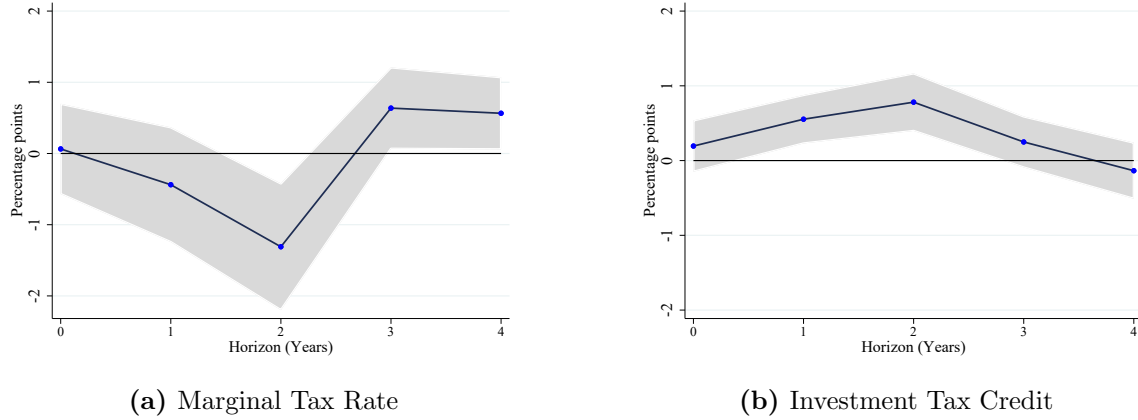 2
1
0
-1
-2
Percentage points
0 1 2 3 4
Horizon (Years)
(a) Marginal Tax Rate
2
1
0
-1
-2
Percentage points
0 1 2 3 4
Horizon (Years)
(b) Investment Tax Credit